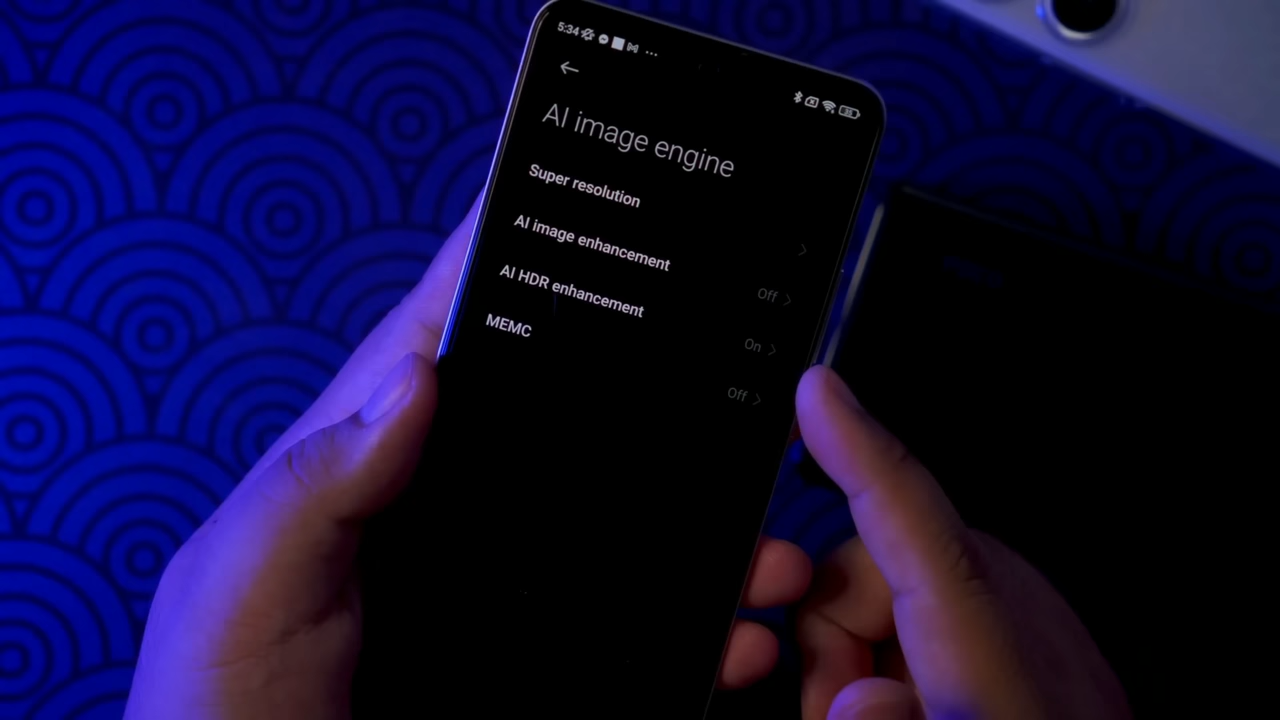 5:34
AI image engine
Super resolution
AI image enhancement
Off
AI HDR enhancement
On
MEMC
Off